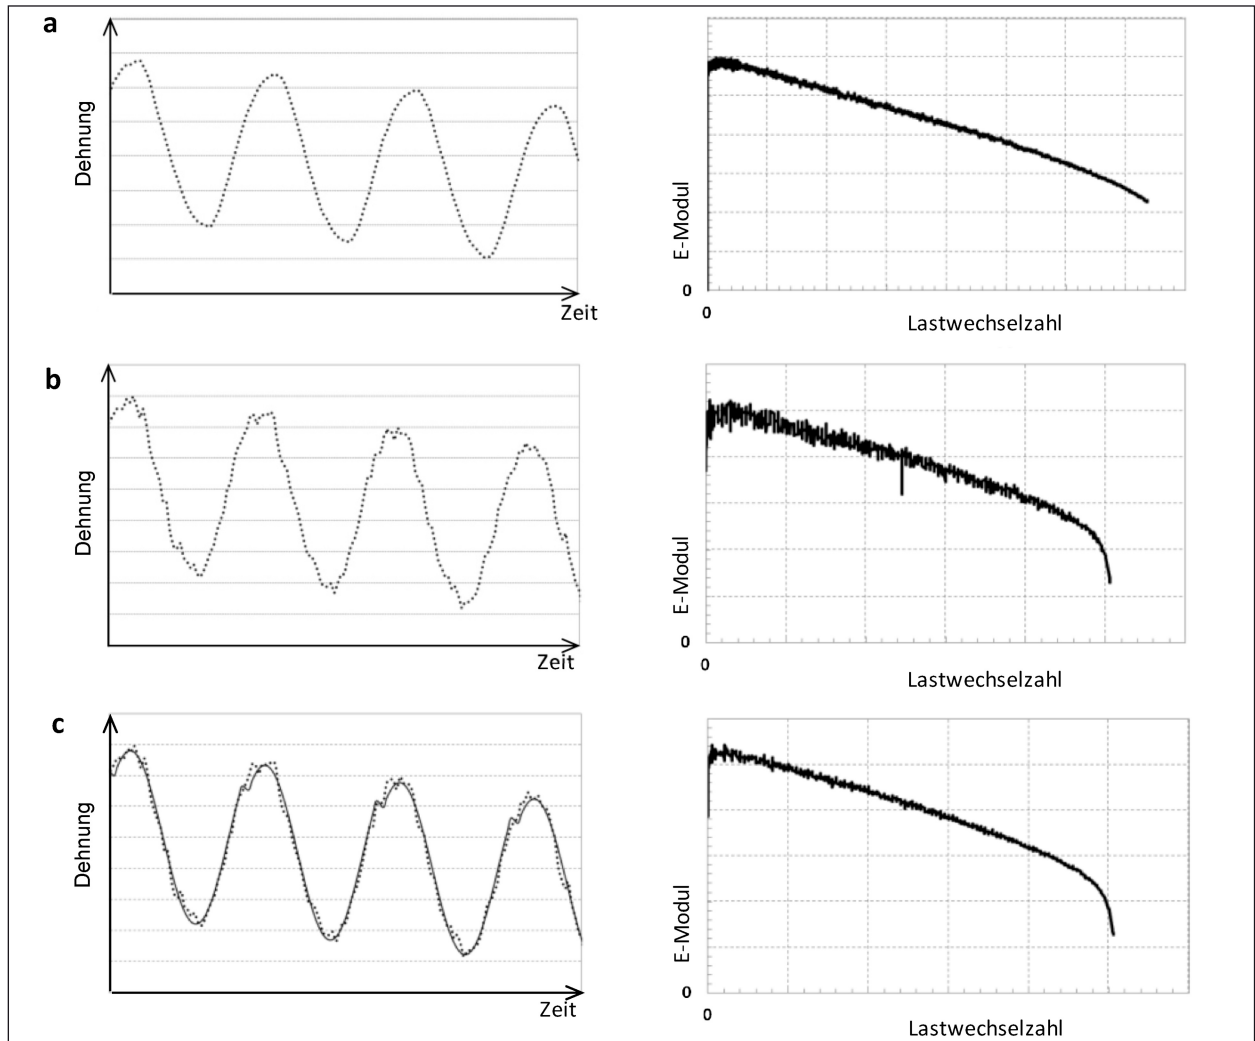 a
Dehnung
Zeit
E-Modul
0
0
Lastwechselzahl
b
Dehnung
Zeit
E-Modul
0
0
Lastwechselzahl
c
Dehnung
Zeit
E-Modul
0
0
Lastwechselzahl